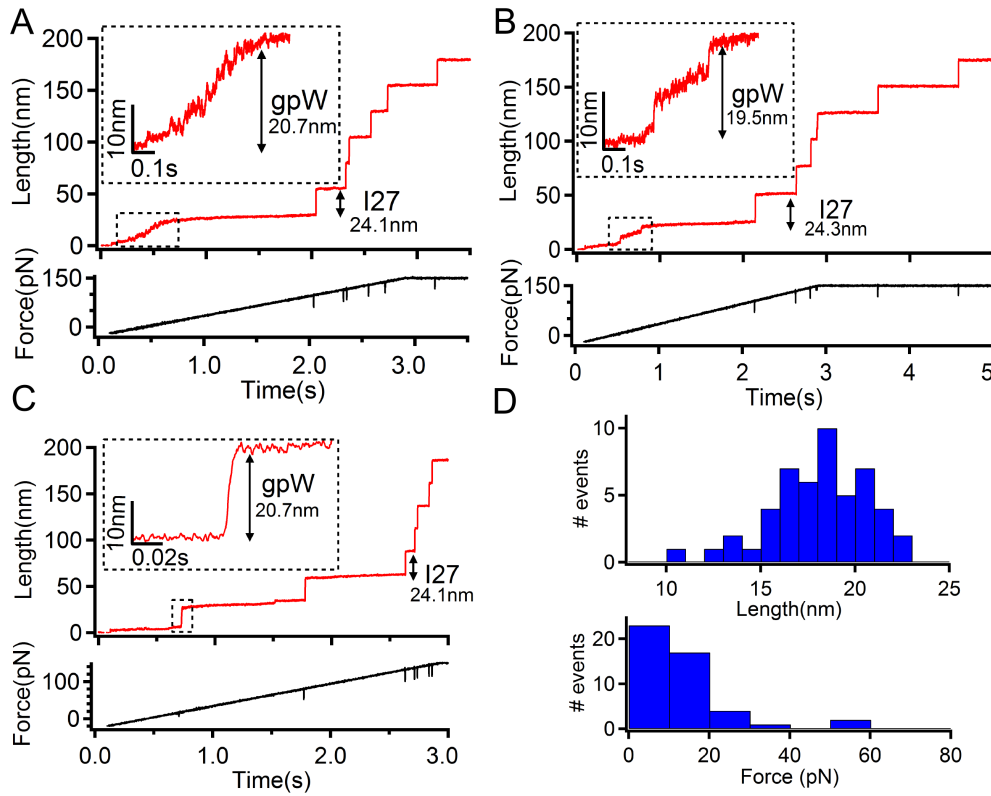 A
Length(nm)
200
150
100
50
0
10nm
0.1s
gpW
20.7nm
I27
24.1nm
Force(pN)
150
0
0.0
1.0
2.0
3.0
Time(s)
B
Length(nm)
200
150
100
50
0
10nm
0.1s
gpW
19.5nm
I27
24.3nm
Force(pN)
150
0
0
1
2
3
4
5
Time(s)
C
Length(nm)
200
150
100
50
0
10nm
0.02s
gpW
20.7nm
I27
24.1nm
Force(pN)
100
0
0.0
1.0
2.0
3.0
Time(s)
D
# events
10
5
0
10
15
20
25
Length(nm)
# events
20
0
0
20
40
60
80
Force (pN)